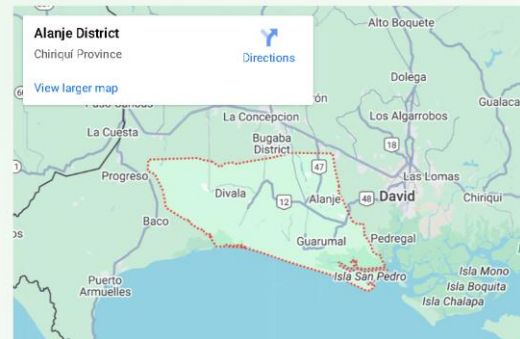 Alanje District
Chiriquí Province
Directions
View larger map
Alto Boquete
Dolega
Gualaca
La Concepcion
Los Algarrobos
La Cuesta
Bugaba
District
18
47
Progreso
Las Lomas
Divala
12
Alanje
48
David
Chiriqui
Baco
Guarumal
Pedregal
Isla San Pedro
Isla Mono
Isla Boquita
Isla Chalapa
Puerto
Armuelles